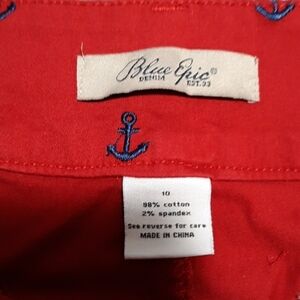 Blue Epic®
DENIM EST. 93
10
98% cotton
2% spandex
See reverse for care
MADE IN CHINA